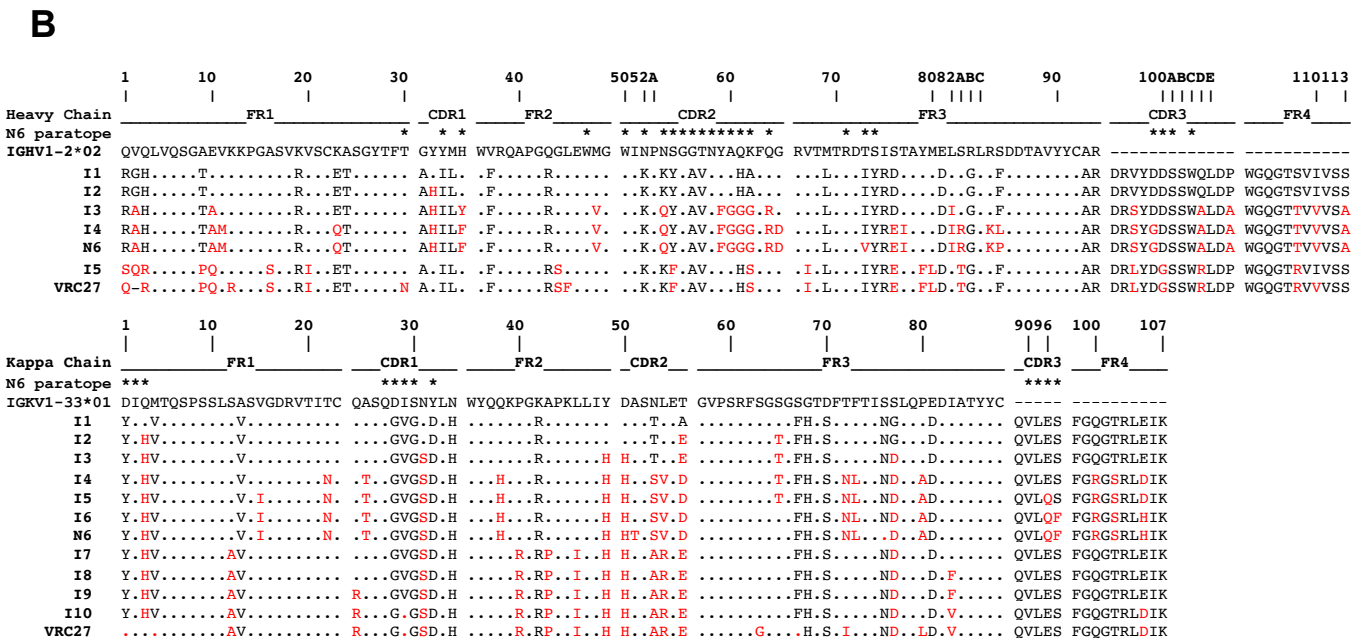 B
1 10 20 30 40 5052A 60 70 8082ABC 90 100ABCDE 110113
Heavy Chain FR1 CDR1 FR2 CDR2 FR3 CDR3 FR4
N6 paratope * * * * * * *********** * * ** *** *
IGHV1-2*02 QVQLVQSGAEVKKPGASVKVSCKASGYTFT GYYMH WVRQAPGQGLEWMG WINPNSGGTNYAQKFQG RVTMTRDTSISTAYMELSRLRSDDTAVYYCAR ---------------- -----------
I1 RGH.....T.........R...ET...... A.IL. .F.....R..... ..K.KY.AV...HA... ...L...IYRD....D..G..F........AR DRVYDDSSWQLDP WGQGTSVIVSS
I2 RGH.....T.........R...ET...... AHIL. .F.....R..... ..K.KY.AV...HA... ...L...IYRD....D..G..F........AR DRVYDDSSWQLDP WGQGTSVIVSS
I3 RAH.....TA........R...ET...... AHILY .F.....R....V. ..K.QY.AV.FGGG.R. ...L...IYRD....D.I.G..F........AR DRSYDDSSWALDA WGQGTTVVVSA
I4 RAH.....TAM.......R...QT...... AHILF .F.....R....V. ..K.QY.AV.FGGG.RD ...L...IYREI...DIRG.KL........AR DRSYGDSSWALDA WGQGTTVVVSA
N6 RAH.....TAM.......R...QT...... AHILF .F.....R....V. ..K.QY.AV.FGGG.RD ...L...VYREI...DIRG.KP........AR DRSYGDSSWALDA WGQGTTVVVSA
I5 SQR.....PQ.....S..RI..ET...... A.IL. .F.....RS.... ..K.KF.AV...HS... .I.L...IYRE..FLD.TG..F........AR DRLYDGSSWRLDP WGQGTRVIVSS
VRC27 Q-R.....PQ.R...S..RI..ET.....N A.IL. .F.....RSF... ..K.KF.AV...HS... .I.L...IYRE..FLD.TG..F........AR DRLYDGSSWRLDP WGQGTRVVVSS
1 10 20 30 40 50 60 70 80 9096 100 107
Kappa Chain FR1 CDR1 FR2 CDR2 FR3 CDR3 FR4
N6 paratope *** **** * ****
IGKV1-33*01 DIQMTQSPSSLSASVGDRVTITC QASQDISNYLN WYQQKPGKAPKLLIY DASNLET GVPSRFSGSGSGTDFTFTISSLQPEDIATYYC ----- ----------
I1 Y..V........V.......... ....GVG.D.H .......R....... ...T..A .........FH.S.....NG...D........ QVLES FGQGTRLEIK
I2 Y.HV........V.......... ....GVG.D.H .......R....... ...T..E ........T.FH.S.....NG...D........ QVLES FGQGTRLEIK
I3 Y.HV........V.......... ....GVGSD.H .......R......H H..T..E ........T.FH.S.....ND...D........ QVLES FGQGTRLEIK
I4 Y.HV........V........N. .T..GVGSD.H ...H...R......H H..SV.D ........T.FH.S.NL..ND..AD........ QVLES FGRGSRLDIK
I5 Y.HV........V.I......N. .T..GVGSD.H ...H...R......H H..SV.D ........T.FH.S.NL..ND..AD........ QVLQS FGRGSRLDIK
I6 Y.HV........V.I......N. .T..GVGSD.H ...H...R......H H..SV.D .........FH.S.NL..ND..AD........ QVLQF FGRGSRLHIK
N6 Y.HV........V.I......N. .T..GVGSD.H ...H...R......H HT.SV.D .........FH.S.NL...D..AD........ QVLQF FGRGSRLHIK
I7 Y.HV.......AV.......... ....GVGSD.H .....R.RP..I..H H..AR.E .........FH.S.....ND...D........ QVLES FGQGTRLEIK
I8 Y.HV.......AV.......... ....GVGSD.H .....R.RP..I..H H..AR.E .........FH.S.....ND...D.F...... QVLES FGQGTRLEIK
I9 Y.HV.......AV.......... R...GVGSD.H .....R.RP..I..H H..AR.E .........FH.S.....ND...D.F...... QVLES FGQGTRLEIK
I10 Y.HV.......AV.......... R...G.GSD.H .....R.RP..I..H H..AR.E .........FH.S.....ND...D.V...... QVLES FGQGTRLDIK
VRC27 ...........AV.......... R...G.GSD.H .....R.RP..I..H H..AR.E ......G...H.S.I...ND..LD.V...... QVLES FGQGTRLDIK